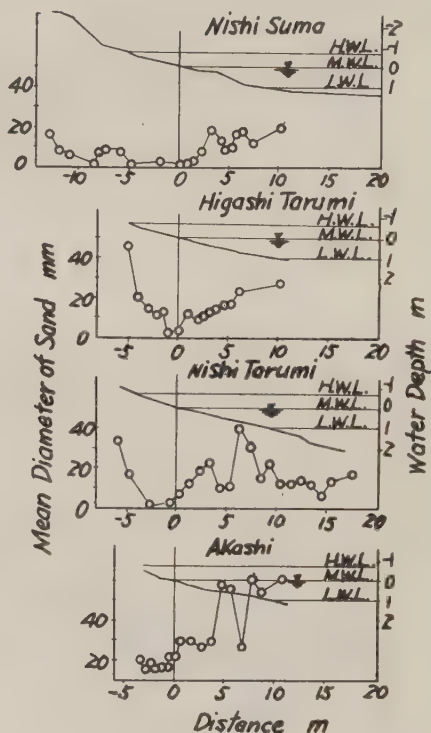 Nishi Suma
H.W.L. -1
M.W.L. 0
L.W.L. 1
-2
40
20
0
-10 -5 0 5 10 15 20
Higashi Tarumi
H.W.L. -1
M.W.L. 0
L.W.L. 1
2
40
20
0
-5 0 5 10 15 20
Nishi Tarumi
H.W.L. -1
M.W.L. 0
L.W.L. 1
2
40
20
0
-5 0 5 10 15 20
Akashi
H.W.L. -1
M.W.L. 0
L.W.L. 1
2
40
20
-5 0 5 10 15 20
Distance m
Mean Diameter of Sand mm
Water Depth m